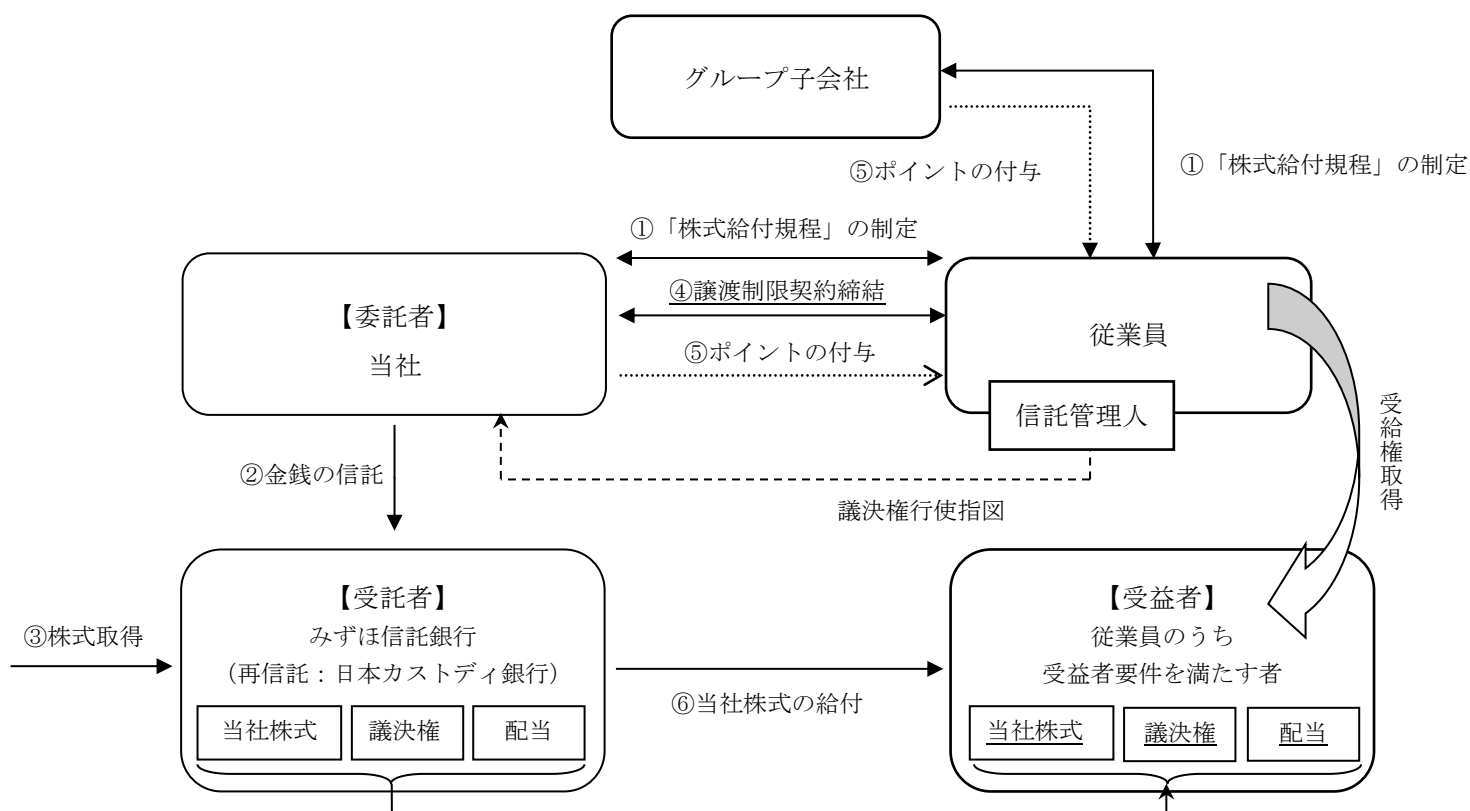 グループ子会社
⑤ポイントの付与
①「株式給付規程」の制定
①「株式給付規程」の制定
④譲渡制限契約締結
⑤ポイントの付与
【委託者】
当社
従業員
信託管理人
受給権取得
②金銭の信託
議決権行使指図
③株式取得
【受託者】
みずほ信託銀行
(再信託：日本カストディ銀行)
当社株式
議決権
配当
⑥当社株式の給付
【受益者】
従業員のうち
受益者要件を満たす者
当社株式
議決権
配当